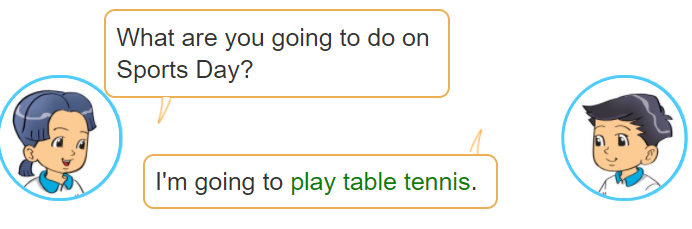 What are you going to do on
Sports Day?
I'm going to play table tennis.